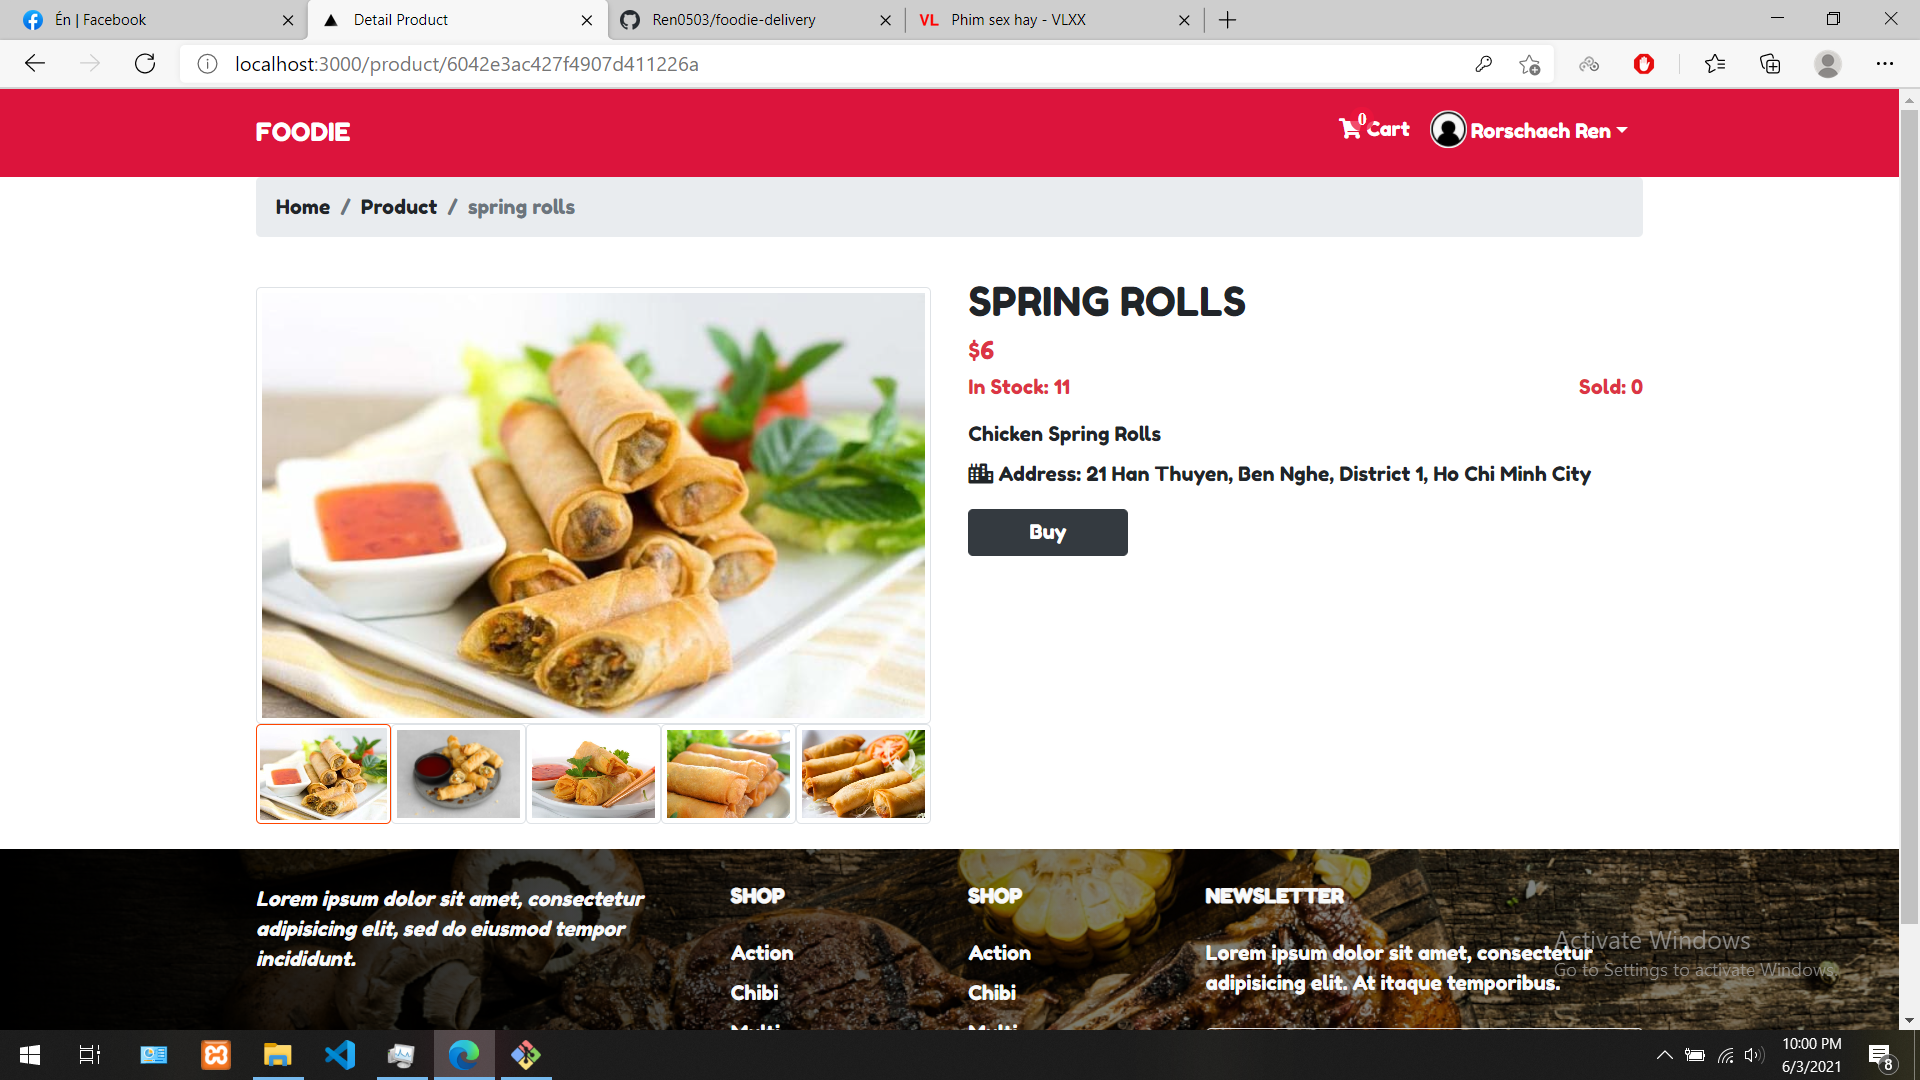 Én | Facebook
Detail Product
Ren0503/foodie-delivery
VL Phim sex hay - VLXX
localhost:3000/product/6042e3ac427f4907d411226a
FOODIE
0
Cart
Rorschach Ren
Home / Product / spring rolls
SPRING ROLLS
$6
In Stock: 11
Sold: 0
Chicken Spring Rolls
Address: 21 Han Thuyen, Ben Nghe, District 1, Ho Chi Minh City
Buy
Lorem ipsum dolor sit amet, consectetur
adipisicing elit, sed do eiusmod tempor
incididunt.
SHOP
Action
Chibi
Multi
SHOP
Action
Chibi
Multi
NEWSLETTER
Lorem ipsum dolor sit amet, consectetur
adipisicing elit. At itaque temporibus.
Activate Windows
Go to Settings to activate Windows.
10:00 PM
6/3/2021
8